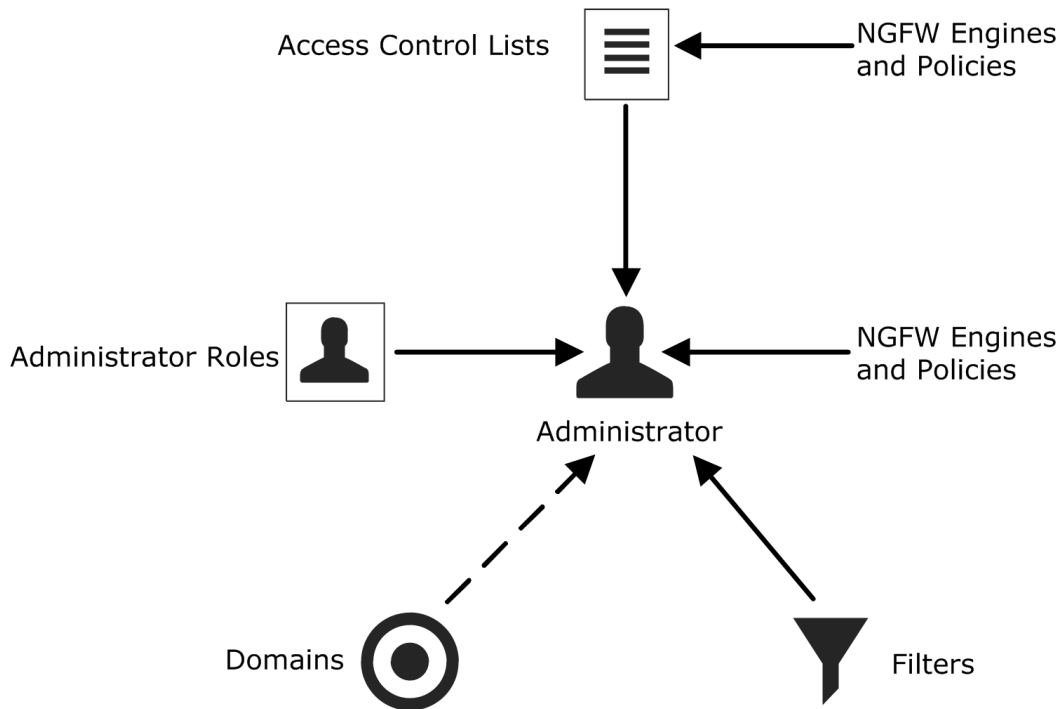 Access Control Lists
NGFW Engines
and Policies
Administrator Roles
NGFW Engines
and Policies
Administrator
Domains
Filters